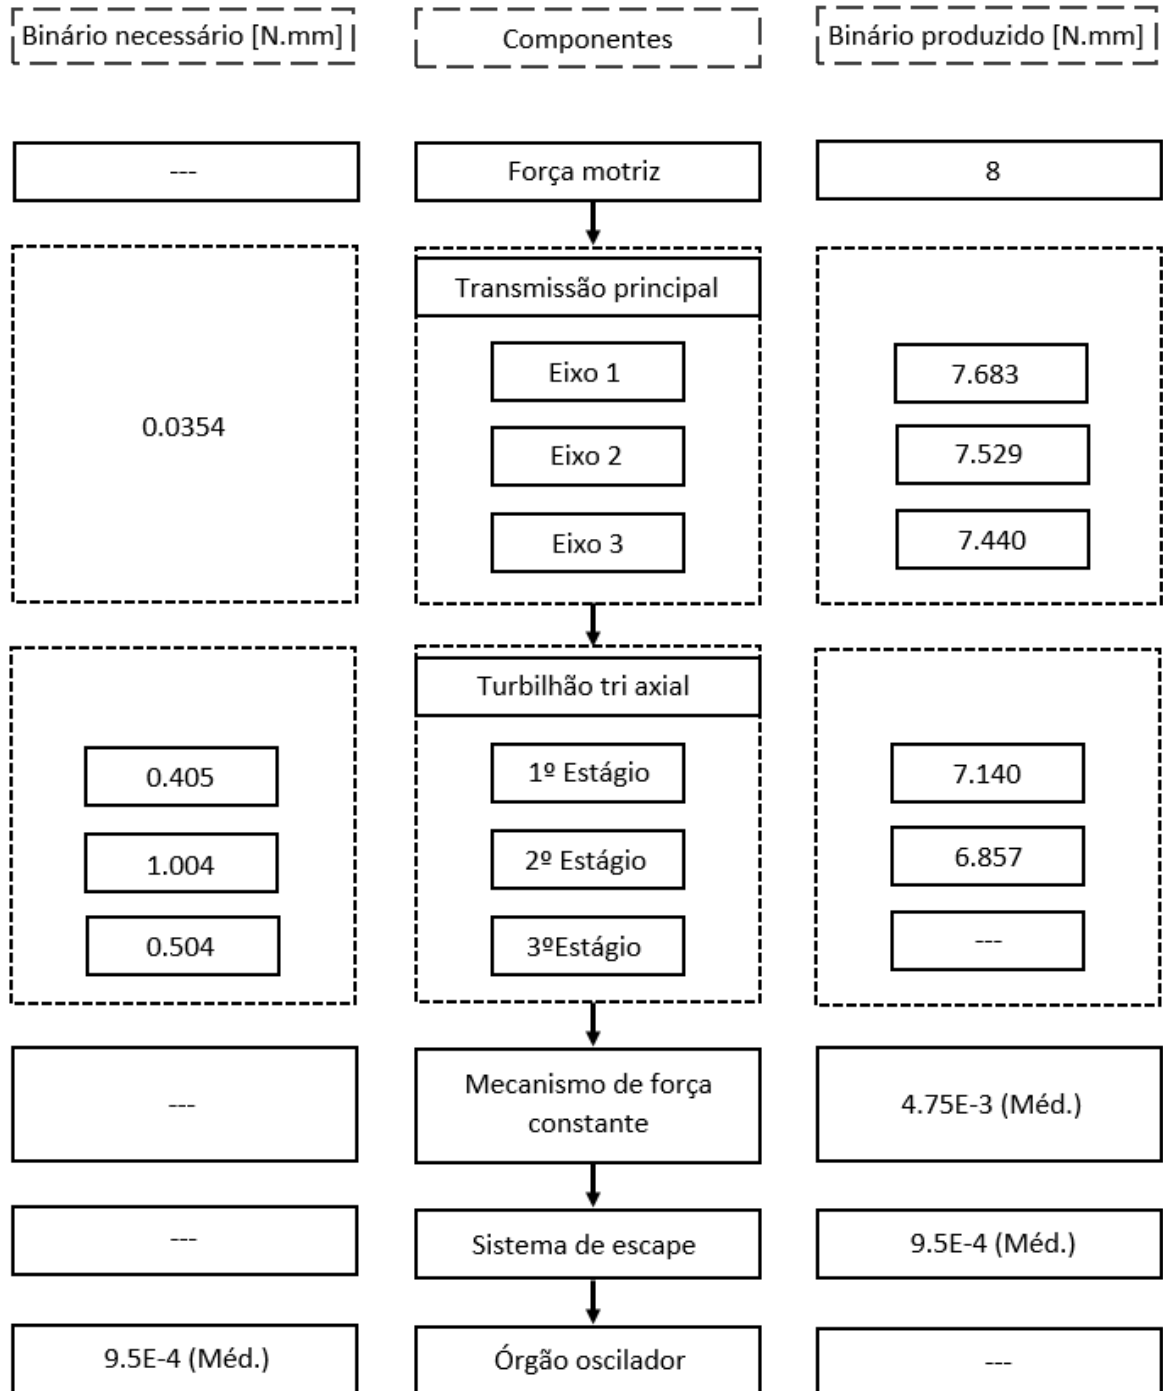 Binário necessário [N.mm]
Componentes
Binário produzido [N.mm]
---
Força motriz
8
Transmissão principal
0.0354
Eixo 1
7.683
Eixo 2
7.529
Eixo 3
7.440
Turbilhão tri axial
0.405
1º Estágio
7.140
1.004
2º Estágio
6.857
0.504
3ºEstágio
---
---
Mecanismo de força
constante
4.75E-3 (Méd.)
---
Sistema de escape
9.5E-4 (Méd.)
9.5E-4 (Méd.)
Órgão oscilador
---